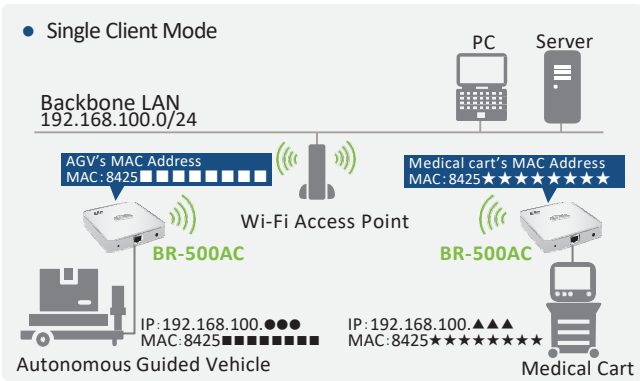 ● Single Client Mode
PC
Server
Backbone LAN
192.168.100.0/24
AGV's MAC Address
MAC:8425■■■■■■■■
Medical cart's MAC Address
MAC:8425★★★★★★★★
Wi-Fi Access Point
BR-500AC
BR-500AC
IP:192.168.100.●●●
MAC:8425■■■■■■■■
IP:192.168.100.▲▲▲
MAC:8425★★★★★★★★
Autonomous Guided Vehicle
Medical Cart